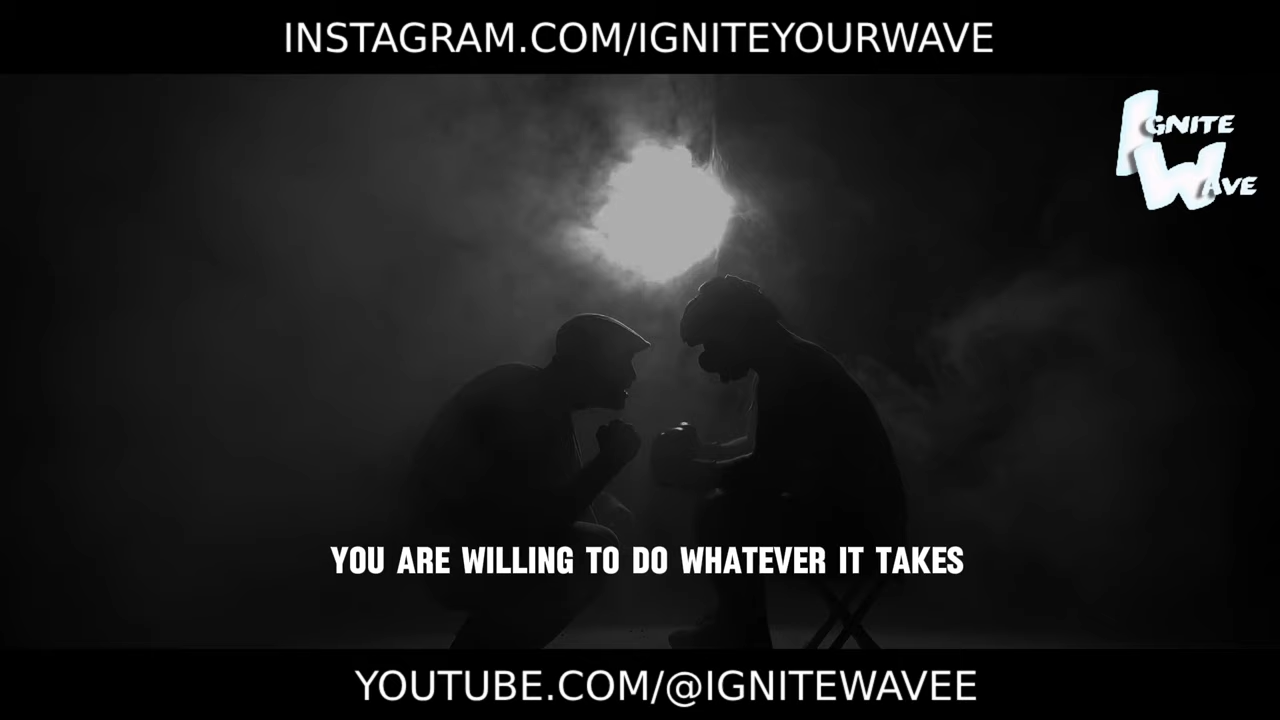 INSTAGRAM.COM/IGNITEYOURWAVE
IGNITE
WAVE
YOU ARE WILLING TO DO WHATEVER IT TAKES
YOUTUBE.COM/@IGNITEWAVEE